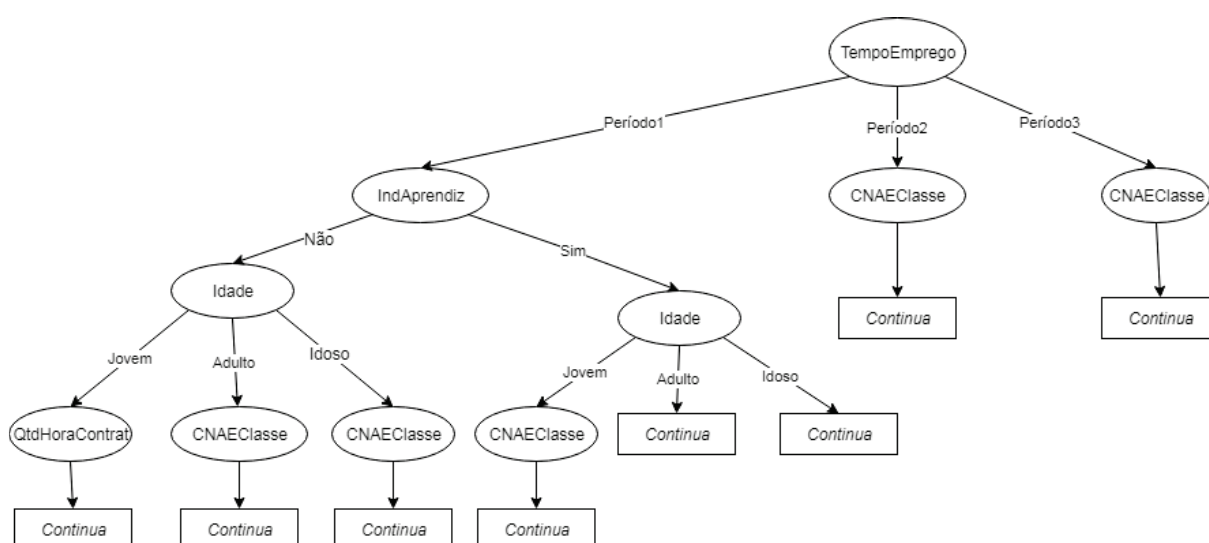 TempoEmprego
Período1
Período2
Período3
IndAprendiz
CNAEClasse
CNAEClasse
Não
Sim
Idade
Idade
Continua
Continua
Jovem
Adulto
Idoso
Jovem
Adulto
Idoso
QtdHoraContrat
CNAEClasse
CNAEClasse
CNAEClasse
Continua
Continua
Continua
Continua
Continua
Continua